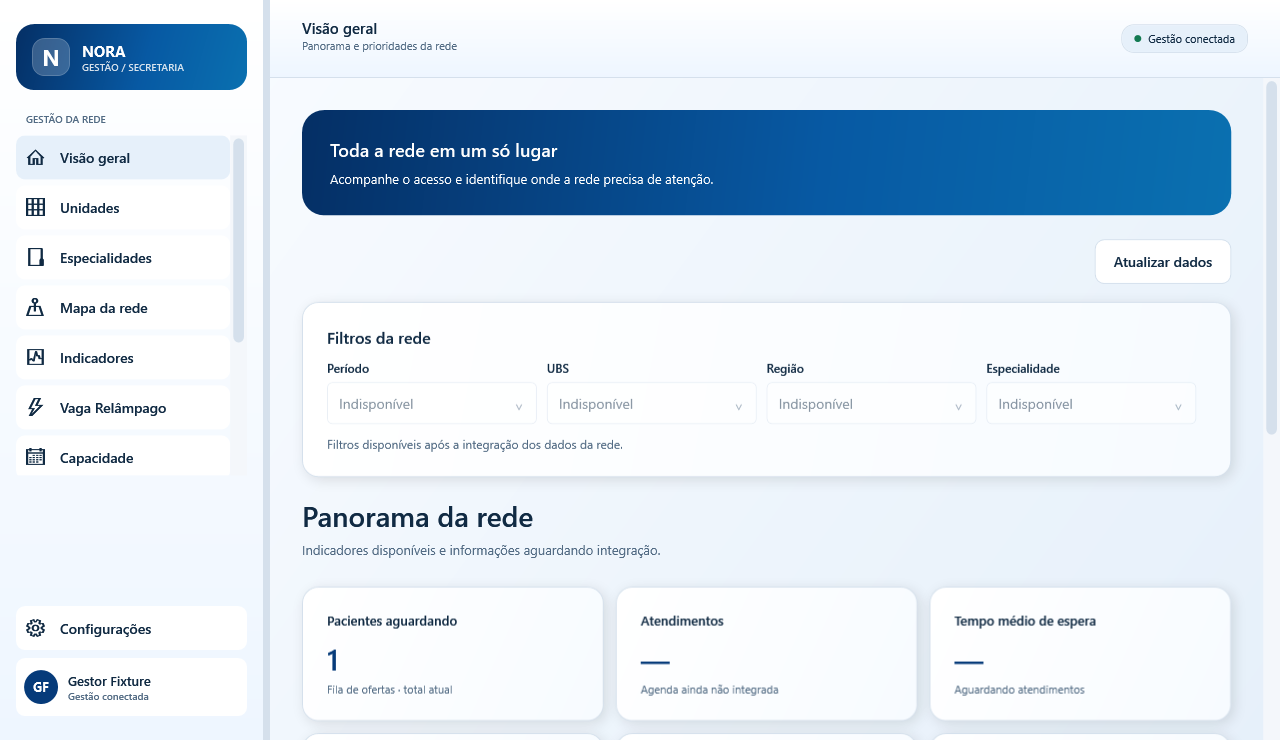 N
NORA
GESTÃO / SECRETARIA
GESTÃO DA REDE
Visão geral
Unidades
Especialidades
Mapa da rede
Indicadores
Vaga Relâmpago
Capacidade
Configurações
GF
Gestor Fixture
Gestão conectada
Visão geral
Panorama e prioridades da rede
Gestão conectada
Toda a rede em um só lugar
Acompanhe o acesso e identifique onde a rede precisa de atenção.
Atualizar dados
Filtros da rede
Período UBS Região Especialidade
Indisponível Indisponível Indisponível Indisponível
Filtros disponíveis após a integração dos dados da rede.
Panorama da rede
Indicadores disponíveis e informações aguardando integração.
Pacientes aguardando
1
Fila de ofertas · total atual
Atendimentos
—
Agenda ainda não integrada
Tempo médio de espera
—
Aguardando atendimentos